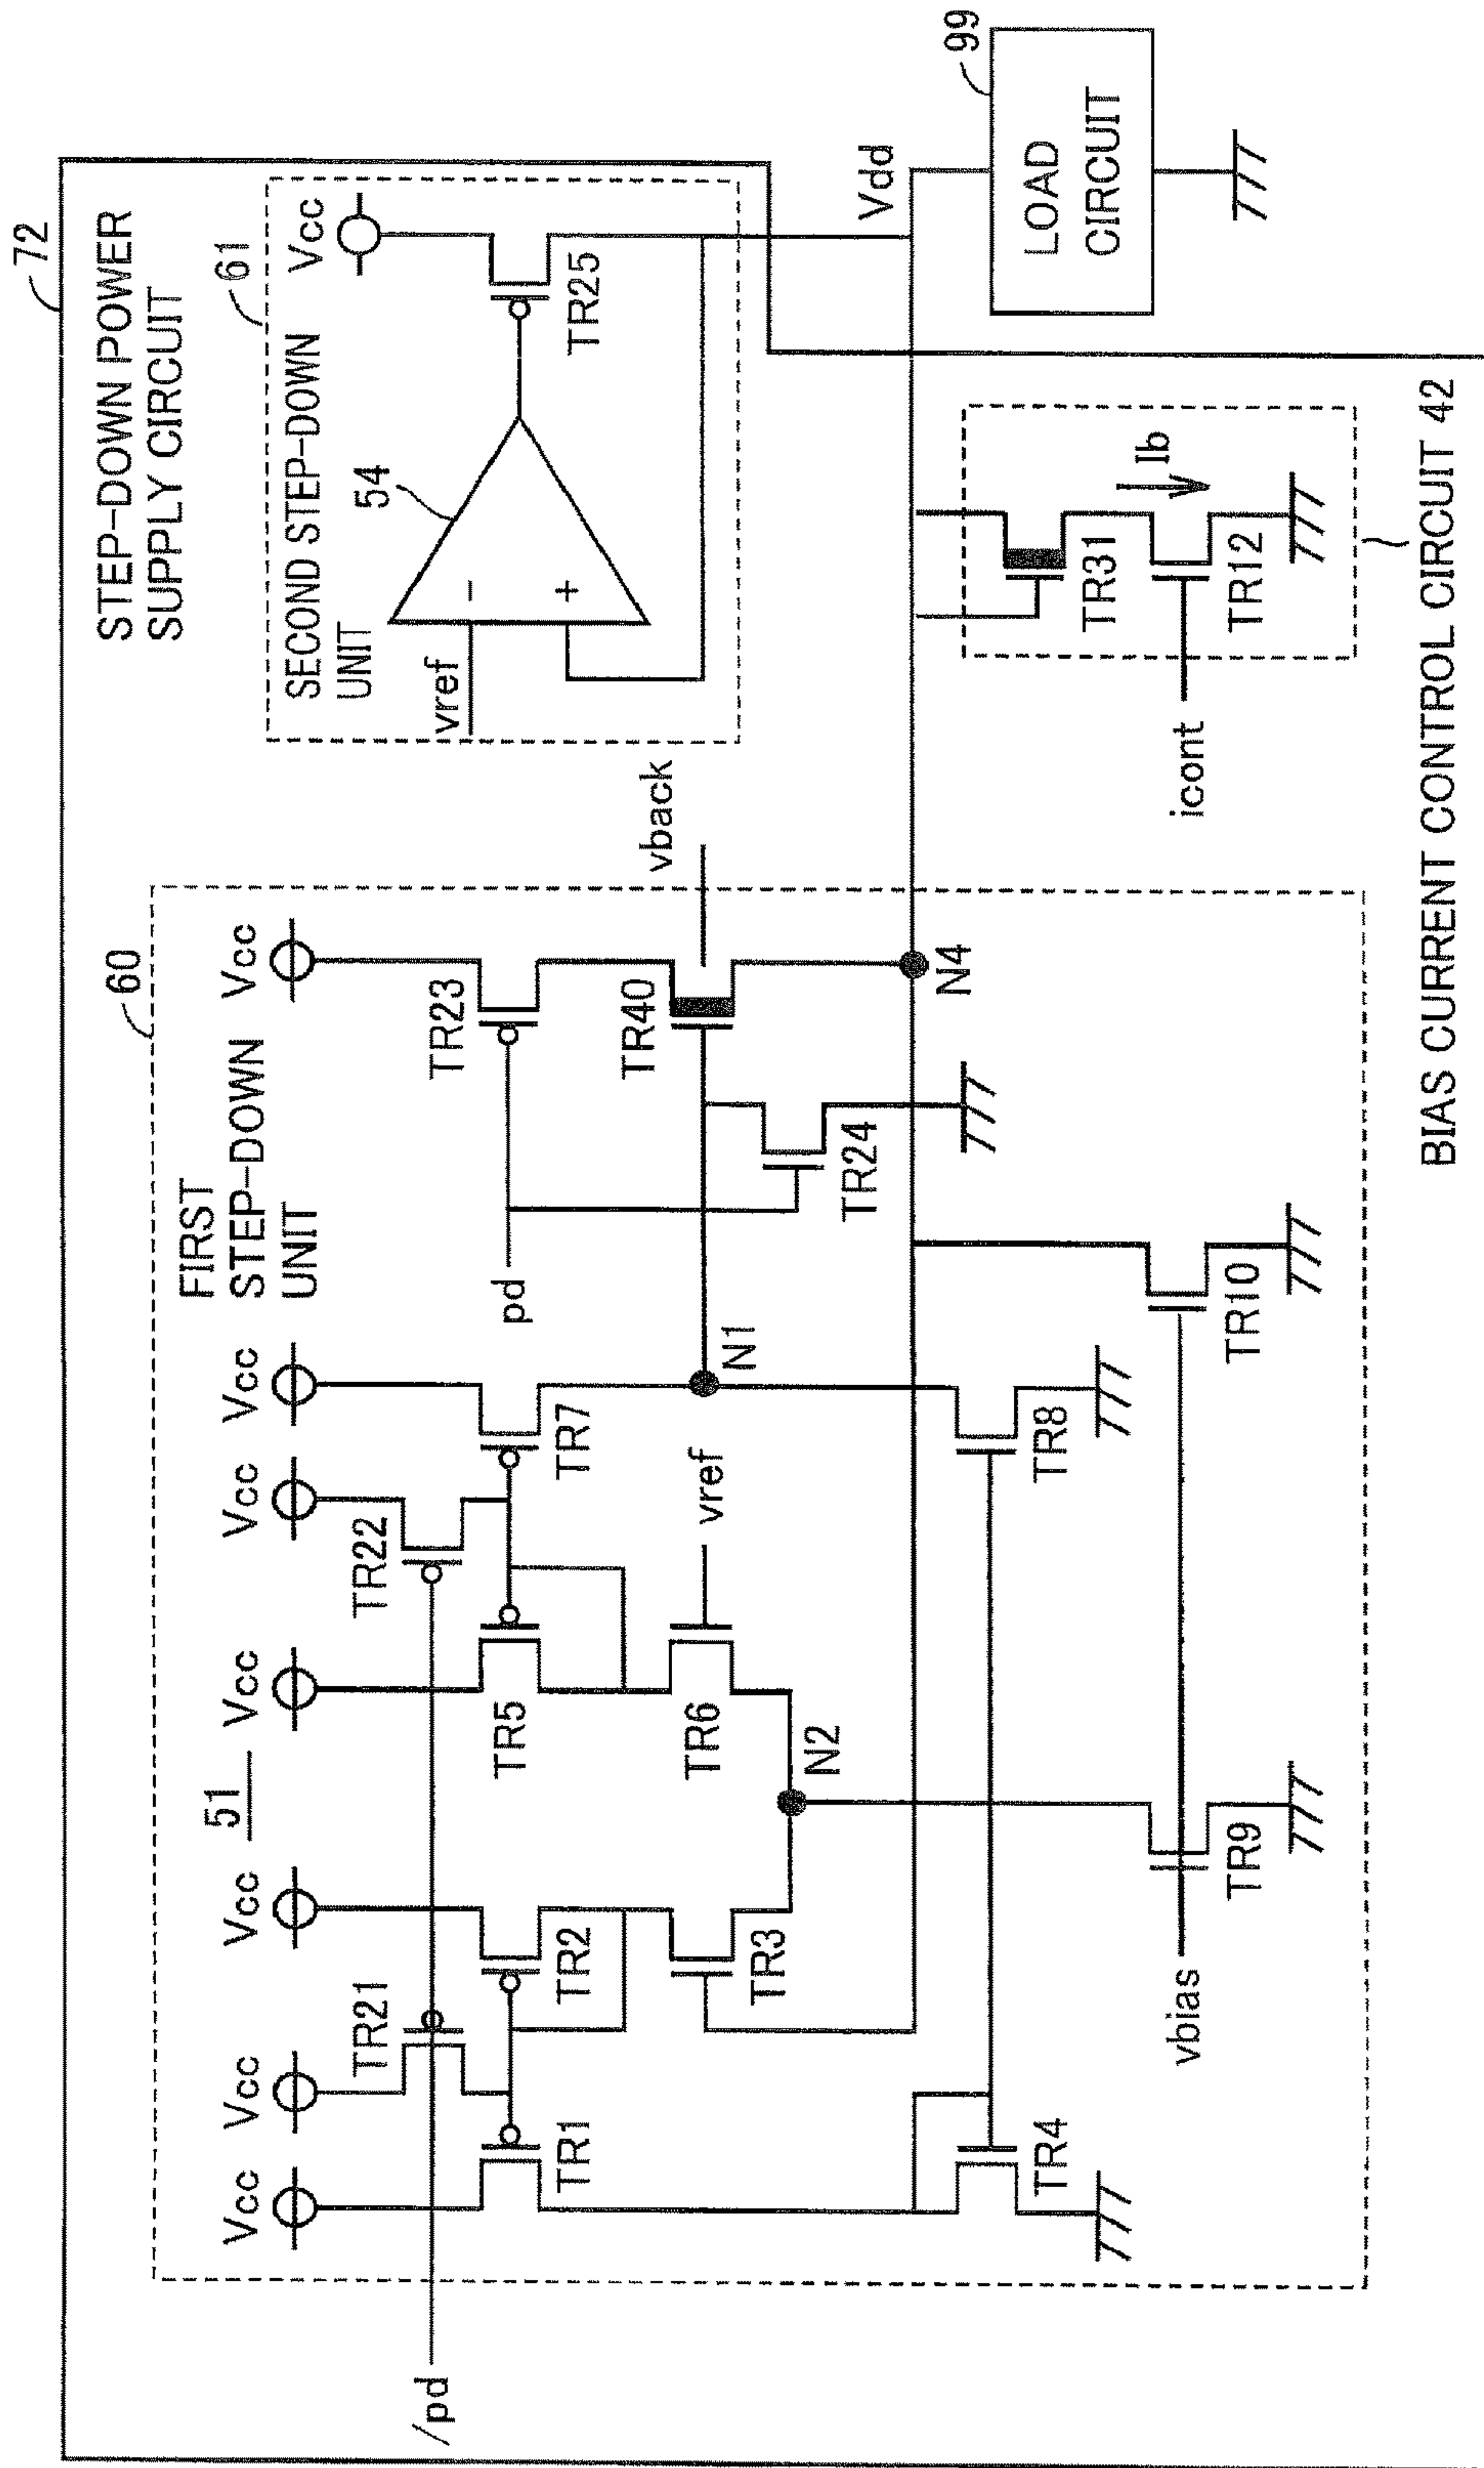 72
STEP-DOWN POWER
SUPPLY CIRCUIT
60
FIRST
STEP-DOWN
UNIT
51
Vcc
Vcc
Vcc
Vcc
Vcc
Vcc
Vcc
/pd
TR21
TR22
TR1
TR2
TR5
TR7
pd
TR23
TR3
TR6
vref
N1
TR40
vback
N2
TR24
N4
TR4
TR8
vbias
TR9
TR10
61
SECOND STEP-DOWN
UNIT
Vcc
54
vref
−
+
TR25
Vdd
TR31
Ib
icont
TR12
BIAS CURRENT CONTROL CIRCUIT 42
99
LOAD
CIRCUIT